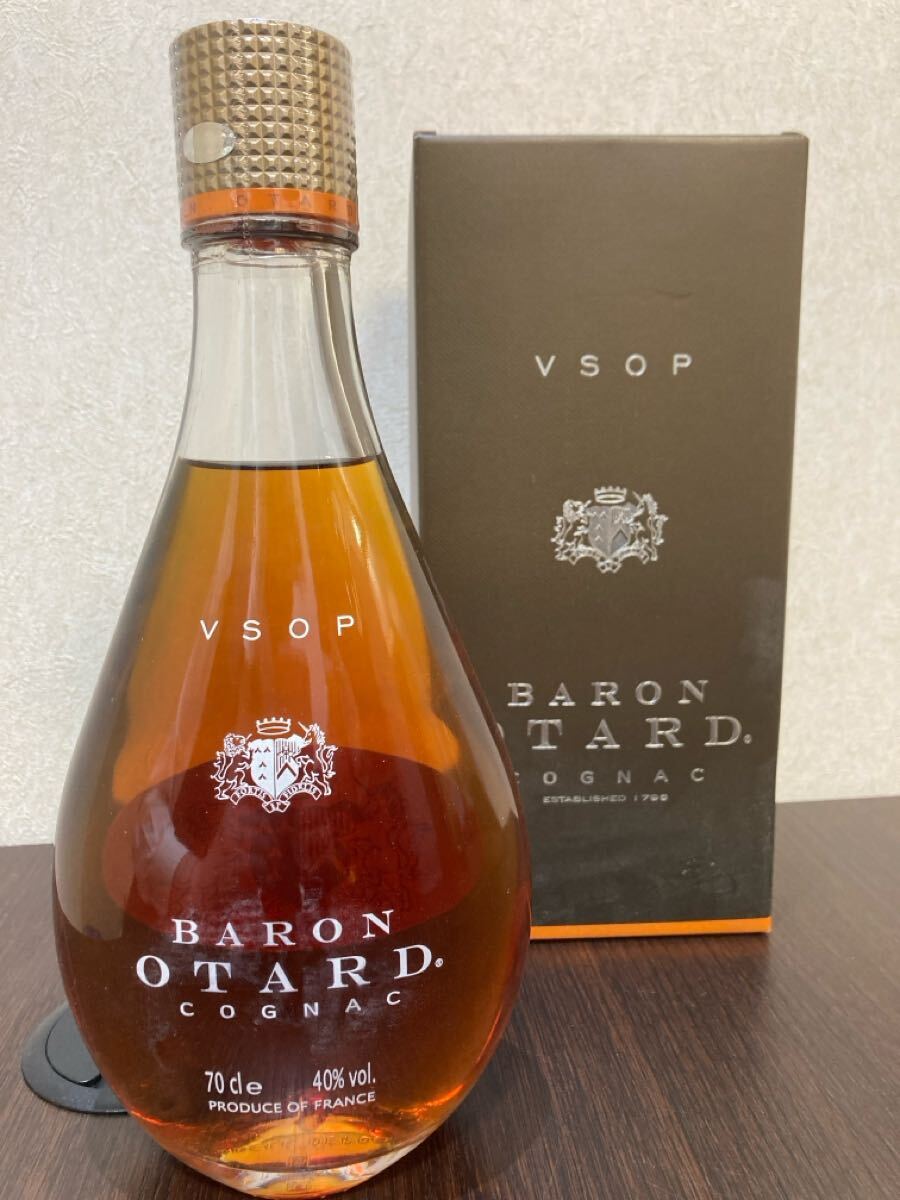 OTARD
VSOP
BARON
OTARD®
COGNAC
70 cl e 40% vol.
PRODUCE OF FRANCE
VSOP
BARON
OTARD®
COGNAC
ESTABLISHED 1795